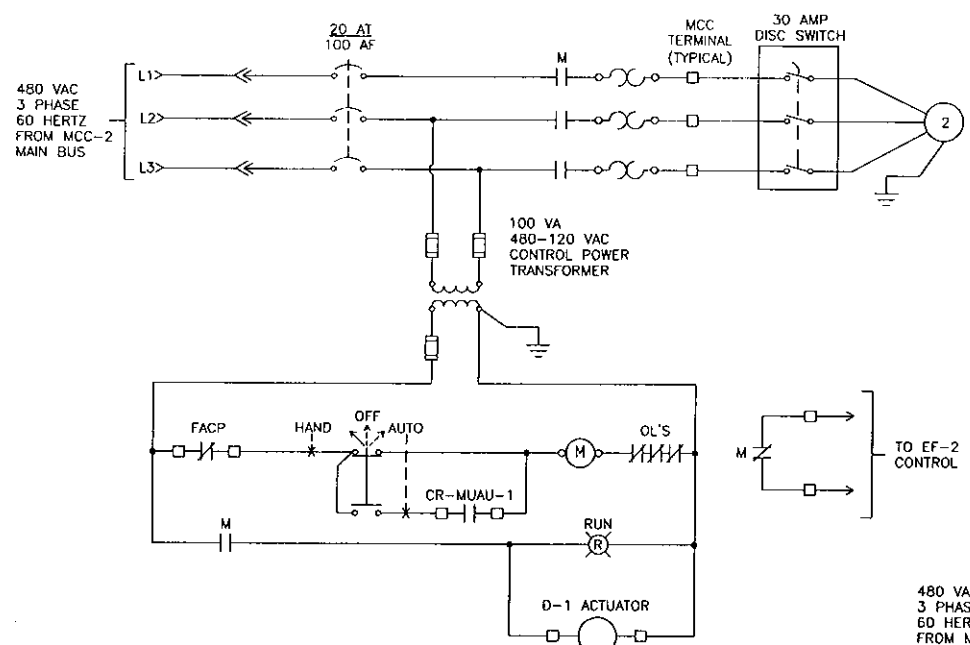 20 AT
100 AF
MCC
TERMINAL
(TYPICAL)
30 AMP
DISC SWITCH
480 VAC
3 PHASE
60 HERTZ
FROM MCC-2
MAIN BUS
L1
L2
L3
M
2
100 VA
480-120 VAC
CONTROL POWER
TRANSFORMER
FACP
HAND
OFF
AUTO
M
OL'S
CR-MUAU-1
M
TO EF-2
CONTROL
M
RUN
R
D-1 ACTUATOR
480 VA
3 PHAS
60 HER
FROM M